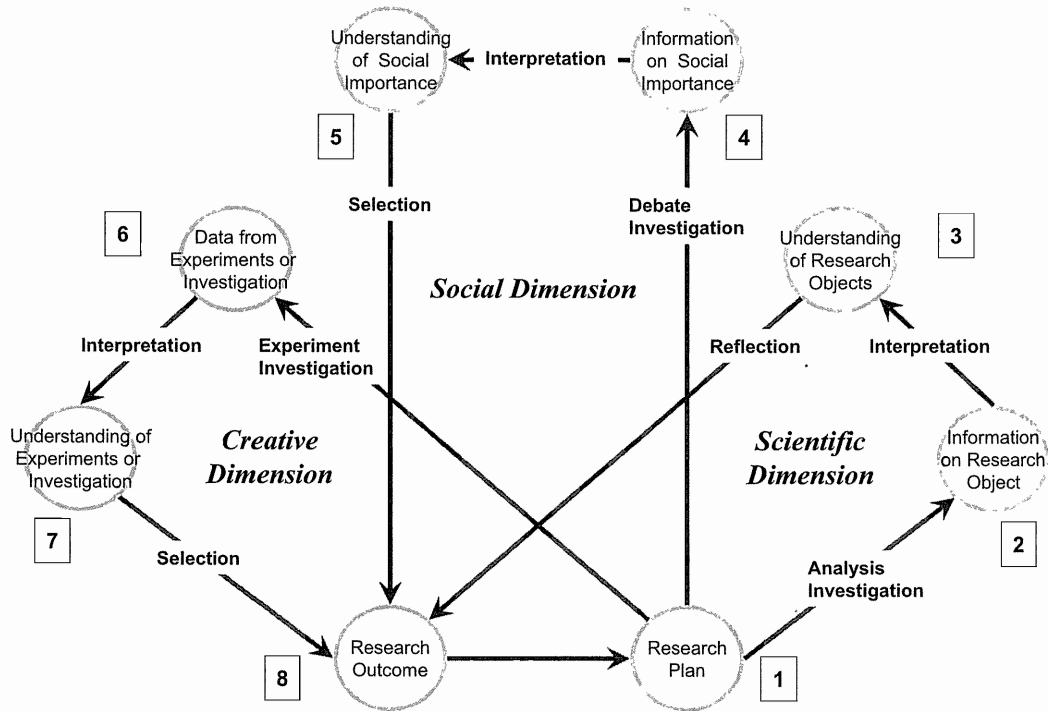 Understanding
of Social
Importance
Interpretation
Information
on Social
Importance
5
4
Selection
Debate
Investigation
6
Data from
Experiments or
Investigation
Social Dimension
Understanding
of Research
Objects
3
Interpretation
Experiment
Investigation
Reflection
Interpretation
Understanding of
Experiments or
Investigation
Creative
Dimension
Scientific
Dimension
Information
on Research
Object
7
2
Selection
Analysis
Investigation
Research
Outcome
Research
Plan
8
1